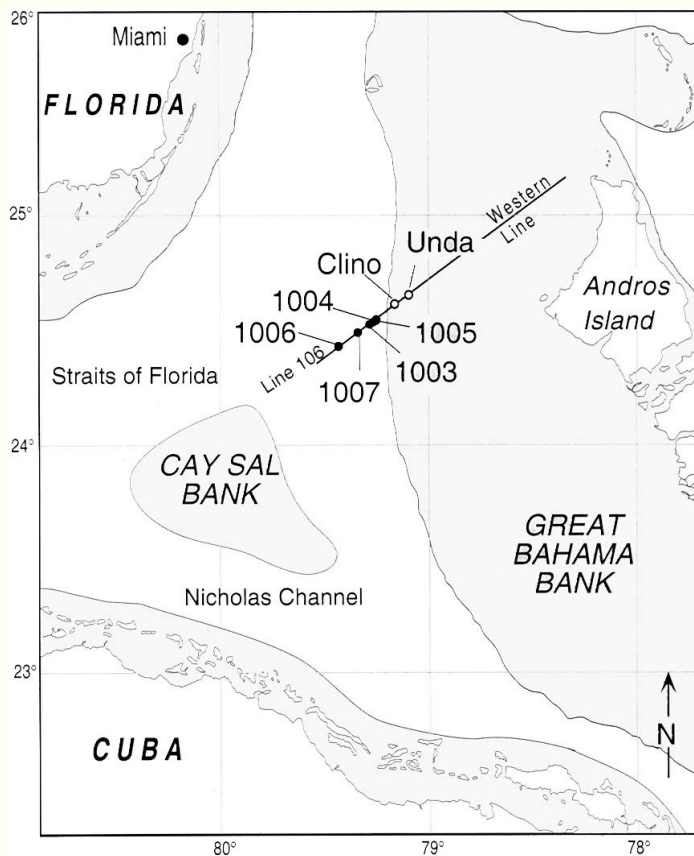 26°
Miami
FLORIDA
25°
Western
Line
Unda
Clino
Andros
Island
1004
1005
1006
1003
1007
Line 106
Straits of Florida
24°
CAY SAL
BANK
GREAT
BAHAMA
BANK
Nicholas Channel
23°
N
CUBA
80°
79°
78°